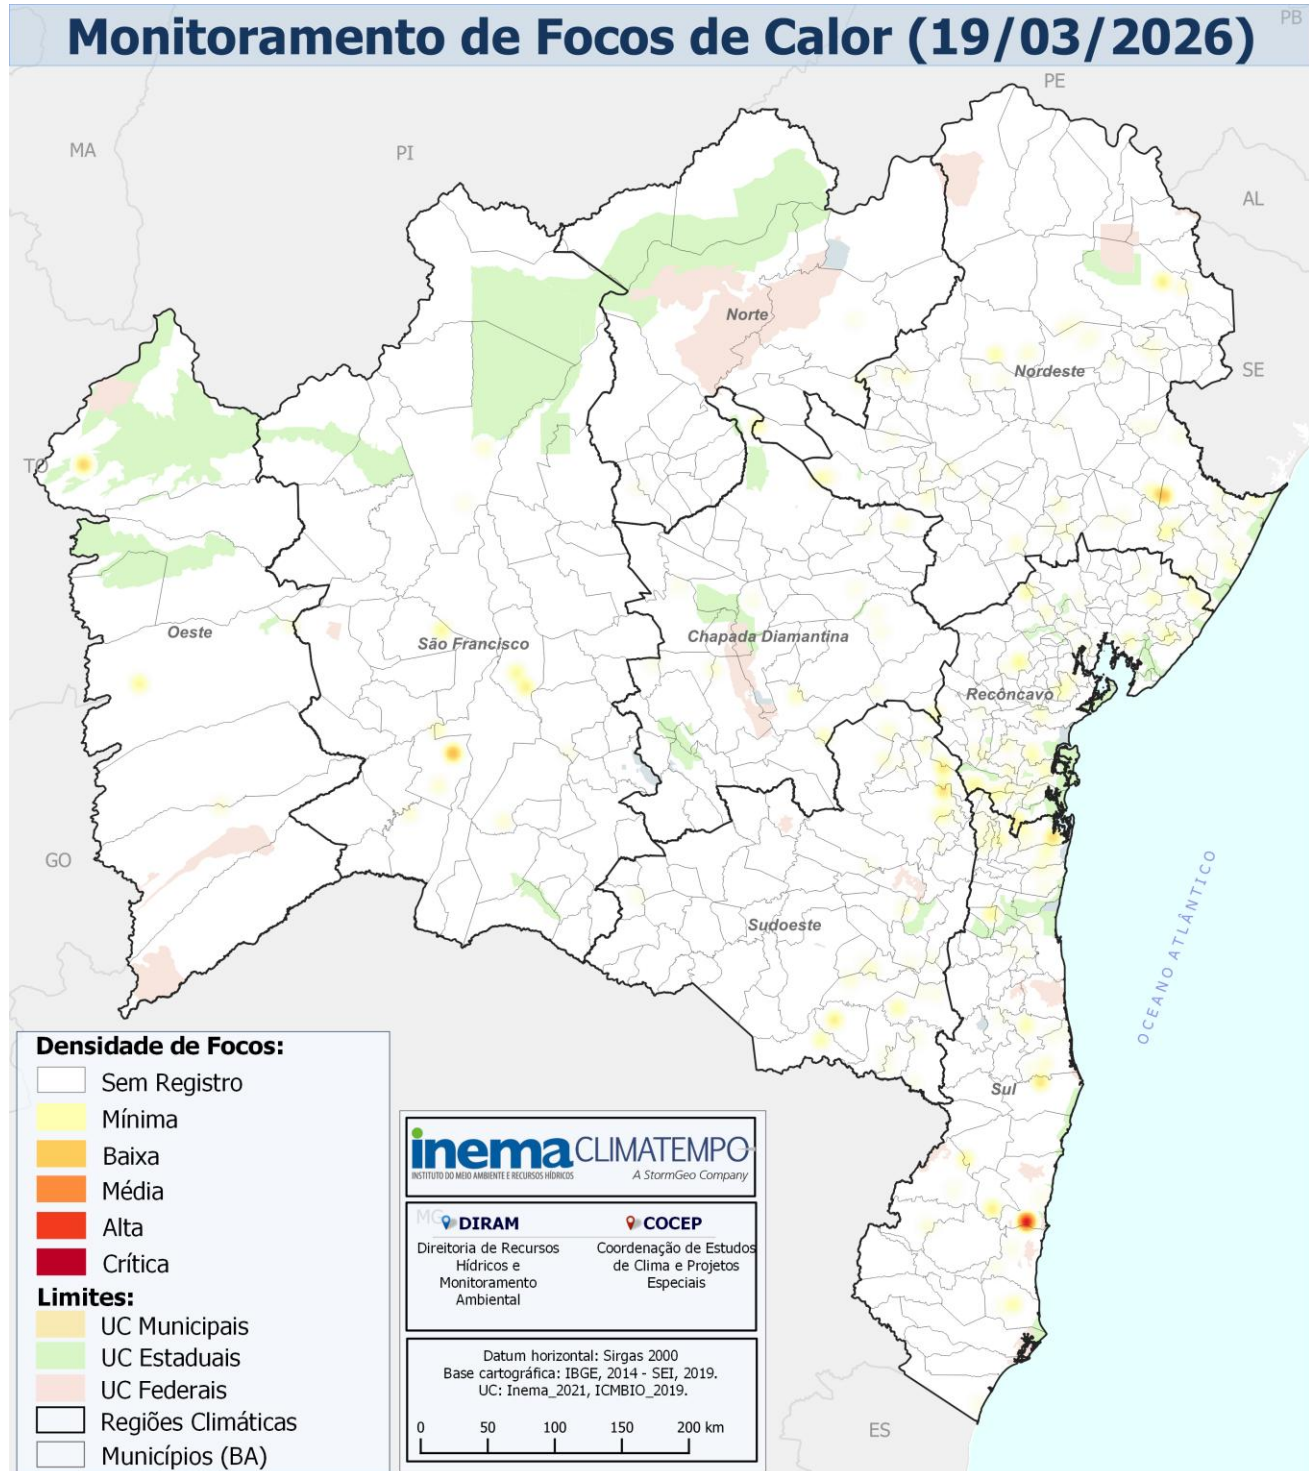 Monitoramento de Focos de Calor (19/03/2026)
PB
PE
MA
PI
AL
Norte
Nordeste
SE
TO
Oeste
São Francisco
Chapada Diamantina
Recôncavo
GO
Sudoeste
OCEANO ATLÂNTICO
Sul
Densidade de Focos:
Sem Registro
Mínima
Baixa
Média
Alta
Crítica
Limites:
UC Municipais
UC Estaduais
UC Federais
Regiões Climáticas
Municípios (BA)
inema
INSTITUTO DO MEIO AMBIENTE E RECURSOS HÍDRICOS
CLIMATEMPO
A StormGeo Company
MG
DIRAM
Direitoria de Recursos
Hídricos e
Monitoramento
Ambiental
COCEP
Coordenação de Estudos
de Clima e Projetos
Especiais
Datum horizontal: Sirgas 2000
Base cartográfica: IBGE, 2014 - SEI, 2019.
UC: Inema_2021, ICMBIO_2019.
0 50 100 150 200 km
ES